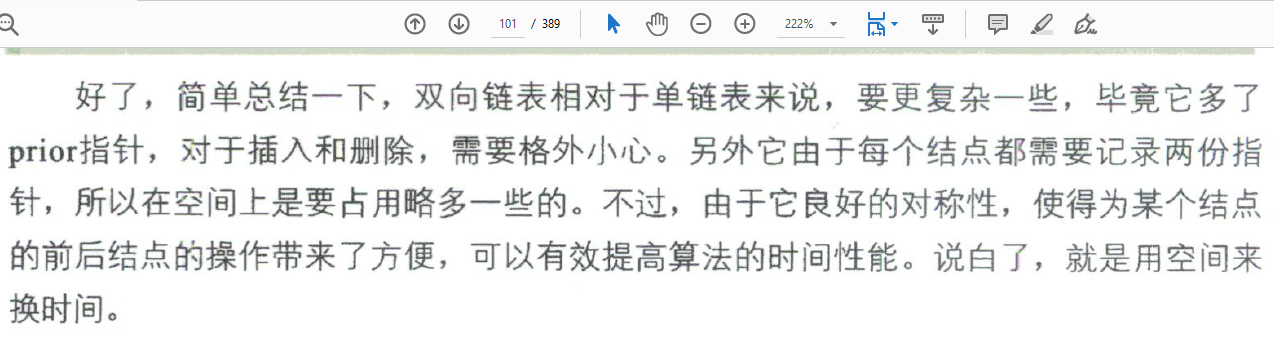 101 / 389 222%
好了，简单总结一下，双向链表相对于单链表来说，要更复杂一些，毕竟它多了
prior指针，对于插入和删除，需要格外小心。另外它由于每个结点都需要记录两份指
针，所以在空间上是要占用略多一些的。不过，由于它良好的对称性，使得为某个结点
的前后结点的操作带来了方便，可以有效提高算法的时间性能。说白了，就是用空间来
换时间。